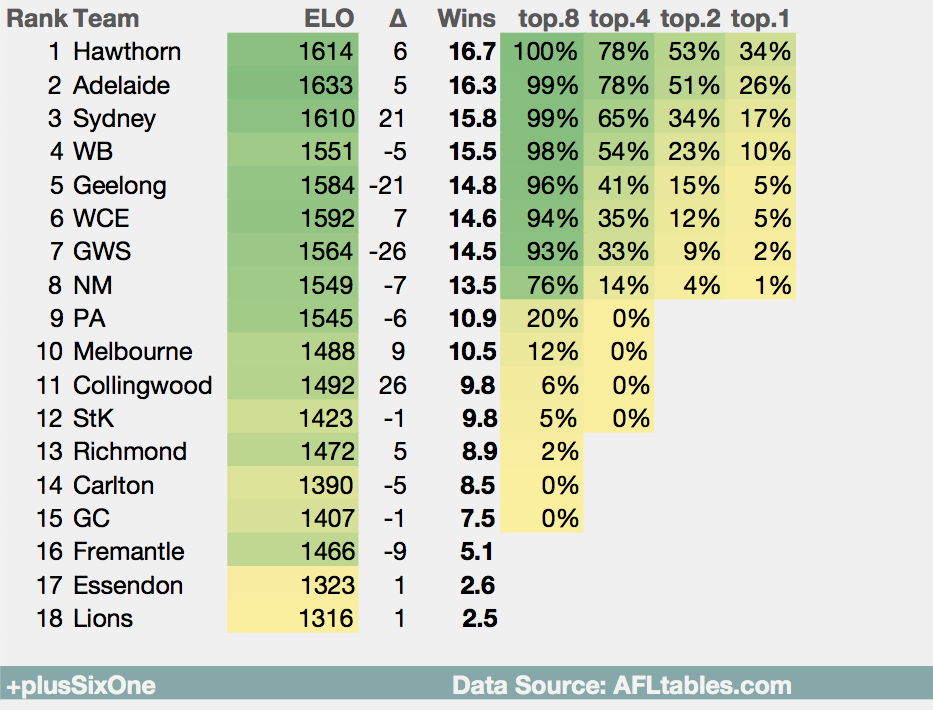 Rank Team ELO Δ Wins top.8 top.4 top.2 top.1
1 Hawthorn 1614 6 16.7 100% 78% 53% 34%
2 Adelaide 1633 5 16.3 99% 78% 51% 26%
3 Sydney 1610 21 15.8 99% 65% 34% 17%
4 WB 1551 -5 15.5 98% 54% 23% 10%
5 Geelong 1584 -21 14.8 96% 41% 15% 5%
6 WCE 1592 7 14.6 94% 35% 12% 5%
7 GWS 1564 -26 14.5 93% 33% 9% 2%
8 NM 1549 -7 13.5 76% 14% 4% 1%
9 PA 1545 -6 10.9 20% 0%
10 Melbourne 1488 9 10.5 12% 0%
11 Collingwood 1492 26 9.8 6% 0%
12 StK 1423 -1 9.8 5% 0%
13 Richmond 1472 5 8.9 2%
14 Carlton 1390 -5 8.5 0%
15 GC 1407 -1 7.5 0%
16 Fremantle 1466 -9 5.1
17 Essendon 1323 1 2.6
18 Lions 1316 1 2.5
+plusSixOne Data Source: AFLtables.com